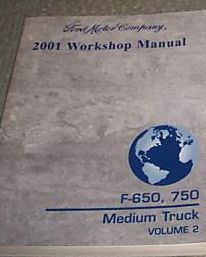 Ford Motor Company,
2001 Workshop Manual
F-650, 750
Medium Truck
VOLUME 2